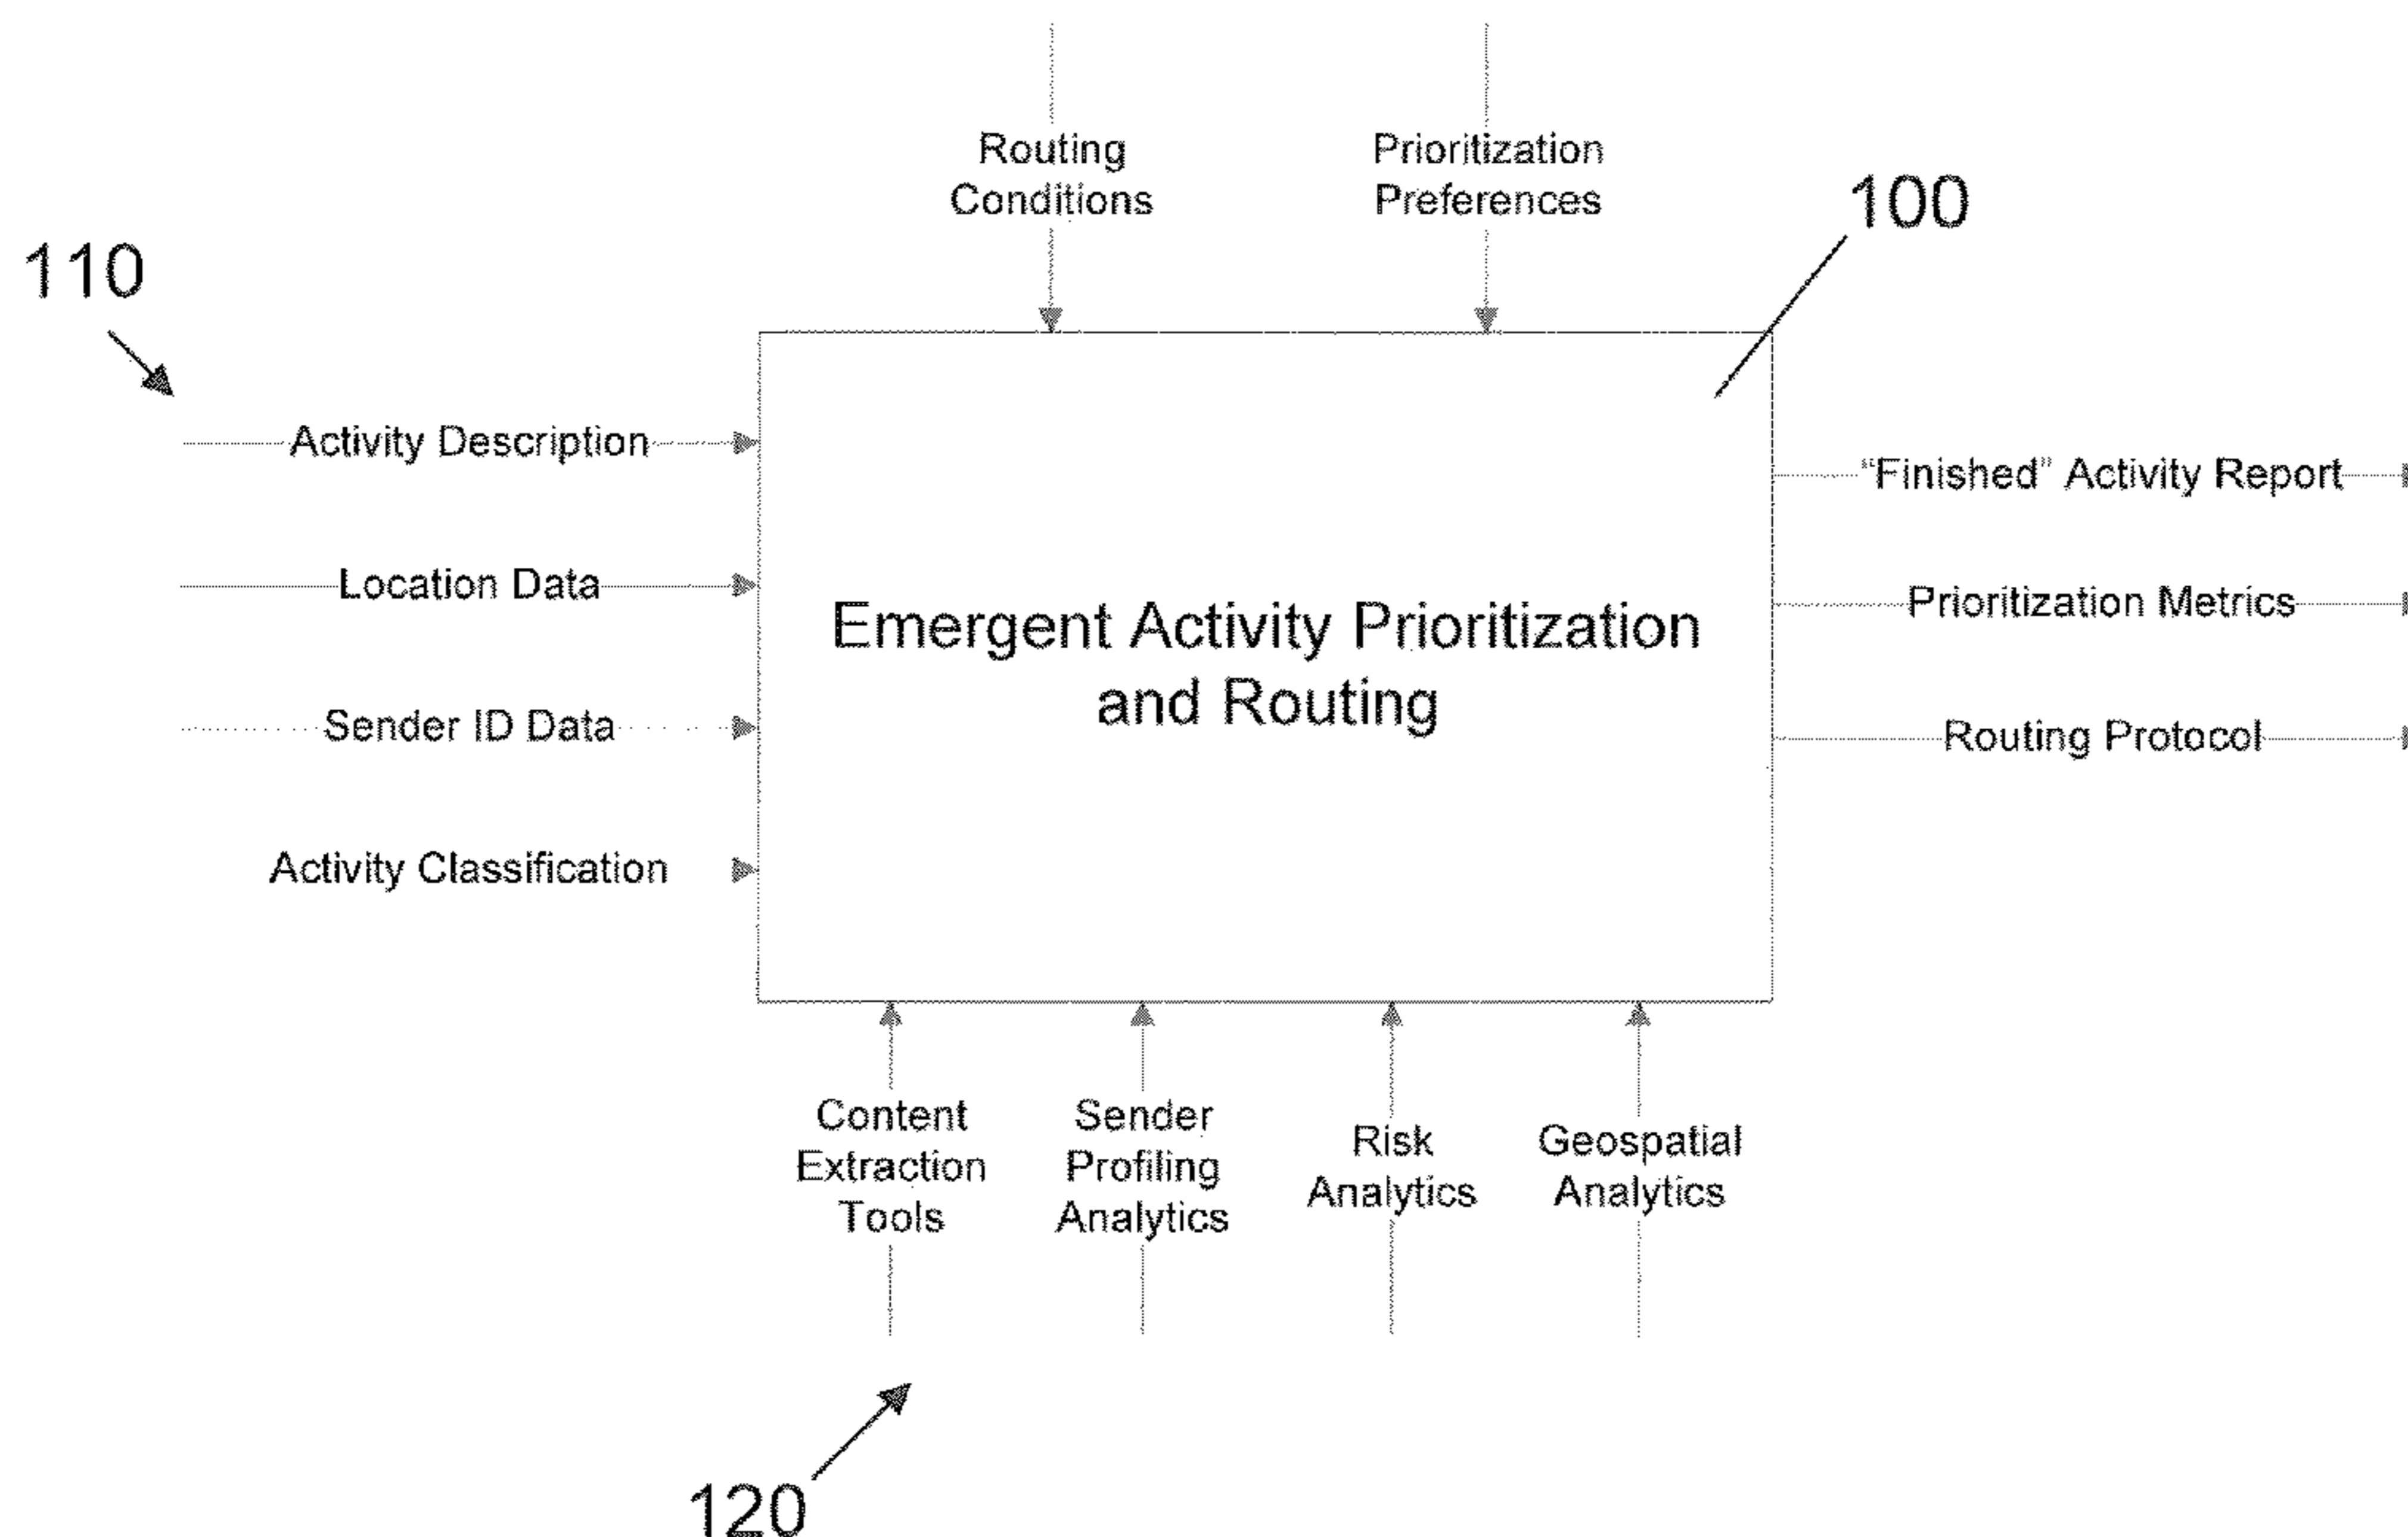 Routing
Conditions
Prioritization
Preferences
100
110
Activity Description
Location Data
Sender ID Data
Activity Classification
Emergent Activity Prioritization
and Routing
“Finished” Activity Report
Prioritization Metrics
Routing Protocol
Content
Extraction
Tools
Sender
Profiling
Analytics
Risk
Analytics
Geospatial
Analytics
120